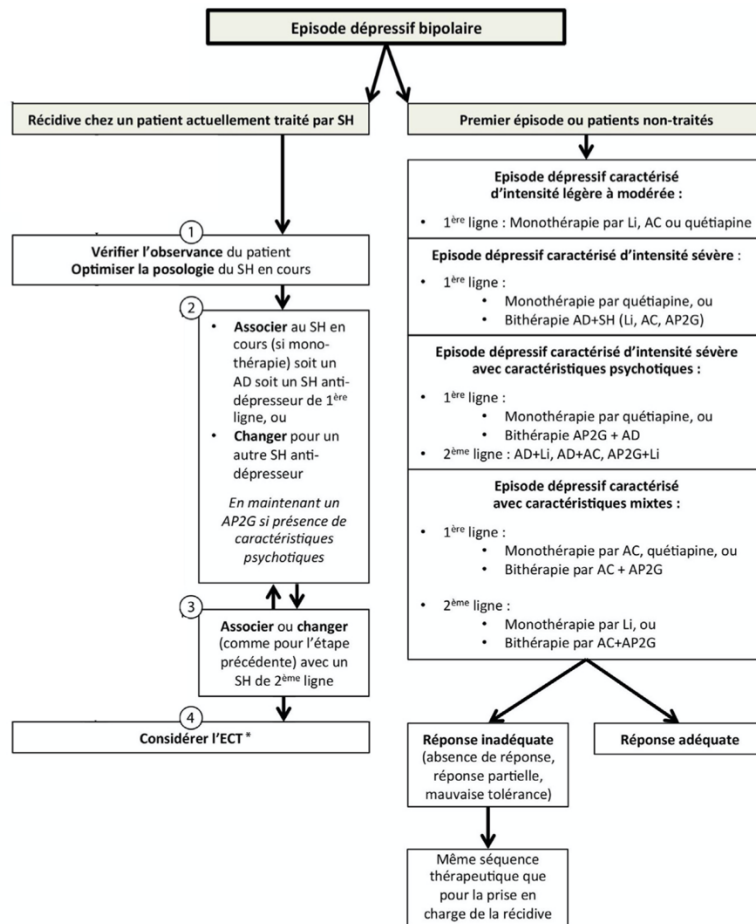 Episode dépressif bipolaire
Récidive chez un patient actuellement traité par SH
1
Vérifier l'observance du patient
Optimiser la posologie du SH en cours
2
• Associer au SH en
cours (si mono-
thérapie) soit un
AD soit un SH anti-
dépresseur de 1ère
ligne, ou
• Changer pour un
autre SH anti-
dépresseur
En maintenant un
AP2G si présence de
caractéristiques
psychotiques
3
Associer ou changer
(comme pour l'étape
précédente) avec un
SH de 2ème ligne
4
Considérer l'ECT*
Premier épisode ou patients non-traités
Episode dépressif caractérisé
d'intensité légère à modérée :
• 1ère ligne : Monothérapie par Li, AC ou quétiapine
Episode dépressif caractérisé d'intensité sévère :
• 1ère ligne :
• Monothérapie par quétiapine, ou
• Bithérapie AD+SH (Li, AC, AP2G)
Episode dépressif caractérisé d'intensité sévère
avec caractéristiques psychotiques :
• 1ère ligne :
• Monothérapie par quétiapine, ou
• Bithérapie AP2G + AD
• 2ème ligne : AD+Li, AD+AC, AP2G+Li
Episode dépressif caractérisé
avec caractéristiques mixtes :
• 1ère ligne :
• Monothérapie par AC, quétiapine, ou
• Bithérapie par AC + AP2G
• 2ème ligne :
• Monothérapie par Li, ou
• Bithérapie par AC+AP2G
Réponse inadéquate
(absence de réponse,
réponse partielle,
mauvaise tolérance)
Réponse adéquate
Même séquence
thérapeutique que
pour la prise en
charge de la récidive